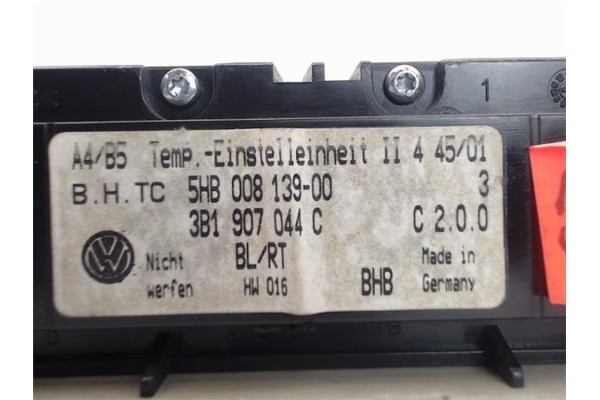 1
A4/B5 Temp.-Einstelleinheit II 4 45/01
B.H.TC 5HB 008 139-00 3
3B1 907 044 C C 2.0.0
Nicht BL/RT Made in
werfen HW 016 BHB Germany